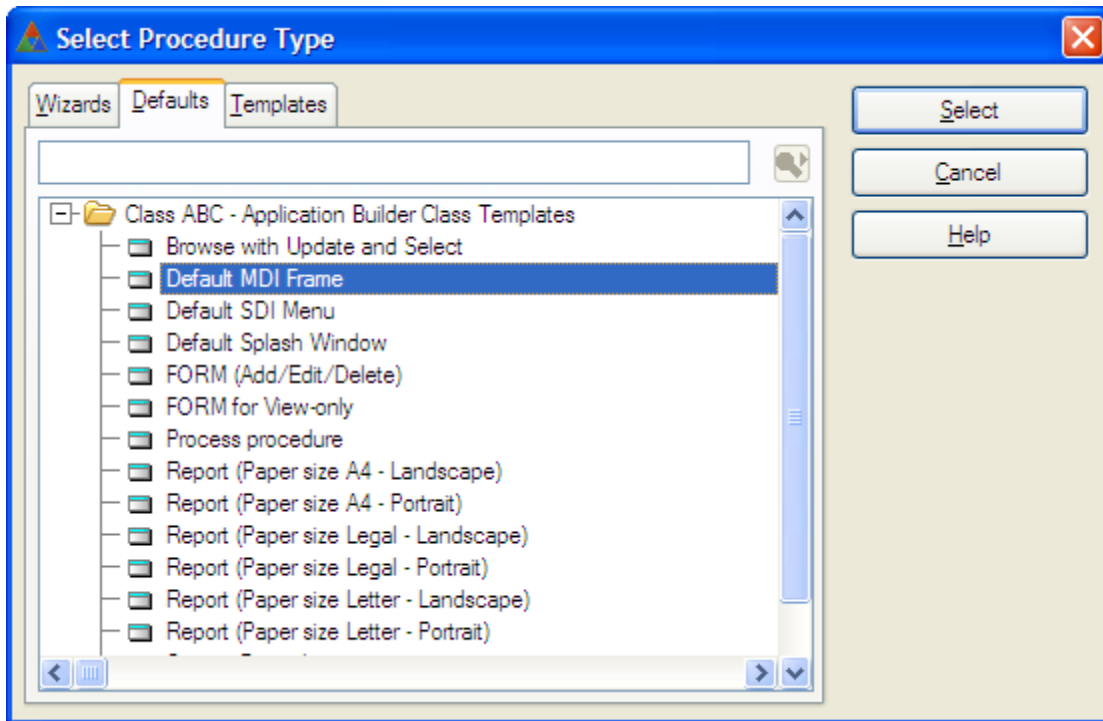 Select Procedure Type
Wizards Defaults Templates
Select
Cancel
Help
Class ABC - Application Builder Class Templates
Browse with Update and Select
Default MDI Frame
Default SDI Menu
Default Splash Window
FORM (Add/Edit/Delete)
FORM for View-only
Process procedure
Report (Paper size A4 - Landscape)
Report (Paper size A4 - Portrait)
Report (Paper size Legal - Landscape)
Report (Paper size Legal - Portrait)
Report (Paper size Letter - Landscape)
Report (Paper size Letter - Portrait)